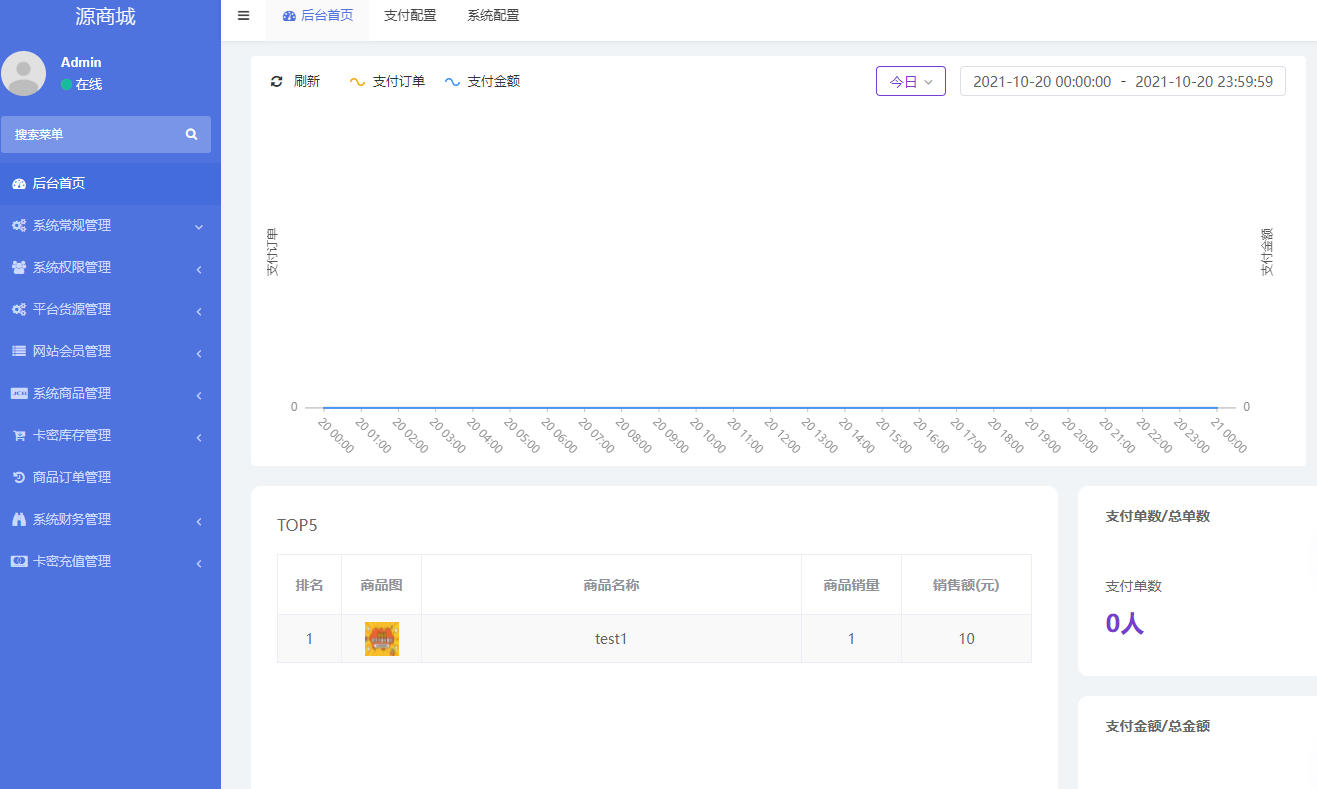 源商城
Admin
在线
搜索菜单
后台首页
系统常规管理
系统权限管理
平台货源管理
网站会员管理
系统商品管理
卡密库存管理
商品订单管理
系统财务管理
卡密充值管理
后台首页 支付配置 系统配置
刷新 支付订单 支付金额 今日 2021-10-20 00:00:00 - 2021-10-20 23:59:59
支付订单
支付金额
0 0
20 00:00 20 01:00 20 02:00 20 03:00 20 04:00 20 05:00 20 06:00 20 07:00 20 08:00 20 09:00 20 10:00 20 11:00 20 12:00 20 13:00 20 14:00 20 15:00 20 16:00 20 17:00 20 18:00 20 19:00 20 20:00 20 21:00 20 22:00 20 23:00 21 00:00
TOP5
排名 商品图 商品名称 商品销量 销售额(元)
1 test1 1 10
支付单数/总单数
支付单数
0人
支付金额/总金额